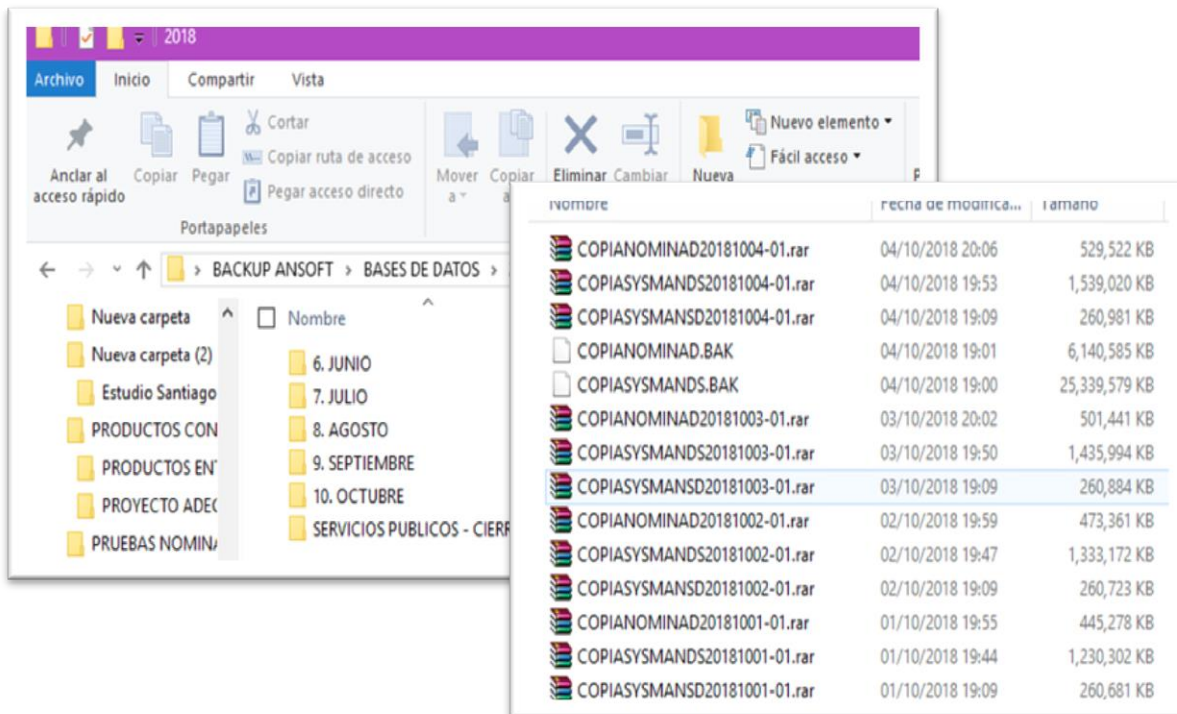 2018
Archivo Inicio Compartir Vista
Anclar al acceso rápido
Copiar
Pegar
Cortar
Copiar ruta de acceso
Pegar acceso directo
Portapapeles
Mover a
Copiar
a
Eliminar
Cambiar
Nueva
Nuevo elemento
Fácil acceso
BACKUP ANSOFT > BASES DE DATOS >
Nueva carpeta
Nueva carpeta (2)
Estudio Santiago
PRODUCTOS CON
PRODUCTOS ENT
PROYECTO ADEC
PRUEBAS NOMINA
Nombre
6. JUNIO
7. JULIO
8. AGOSTO
9. SEPTIEMBRE
10. OCTUBRE
SERVICIOS PUBLICOS - CIERR
Nombre Fecha de modifica... Tamaño
COPIANOMINAD20181004-01.rar 04/10/2018 20:06 529,522 KB
COPIASYSMANDS20181004-01.rar 04/10/2018 19:53 1,539,020 KB
COPIASYSMANSD20181004-01.rar 04/10/2018 19:09 260,981 KB
COPIANOMINAD.BAK 04/10/2018 19:01 6,140,585 KB
COPIASYSMANDS.BAK 04/10/2018 19:00 25,339,579 KB
COPIANOMINAD20181003-01.rar 03/10/2018 20:02 501,441 KB
COPIASYSMANDS20181003-01.rar 03/10/2018 19:50 1,435,994 KB
COPIASYSMANSD20181003-01.rar 03/10/2018 19:09 260,884 KB
COPIANOMINAD20181002-01.rar 02/10/2018 19:59 473,361 KB
COPIASYSMANDS20181002-01.rar 02/10/2018 19:47 1,333,172 KB
COPIASYSMANSD20181002-01.rar 02/10/2018 19:09 260,723 KB
COPIANOMINAD20181001-01.rar 01/10/2018 19:55 445,278 KB
COPIASYSMANDS20181001-01.rar 01/10/2018 19:44 1,230,302 KB
COPIASYSMANSD20181001-01.rar 01/10/2018 19:09 260,681 KB